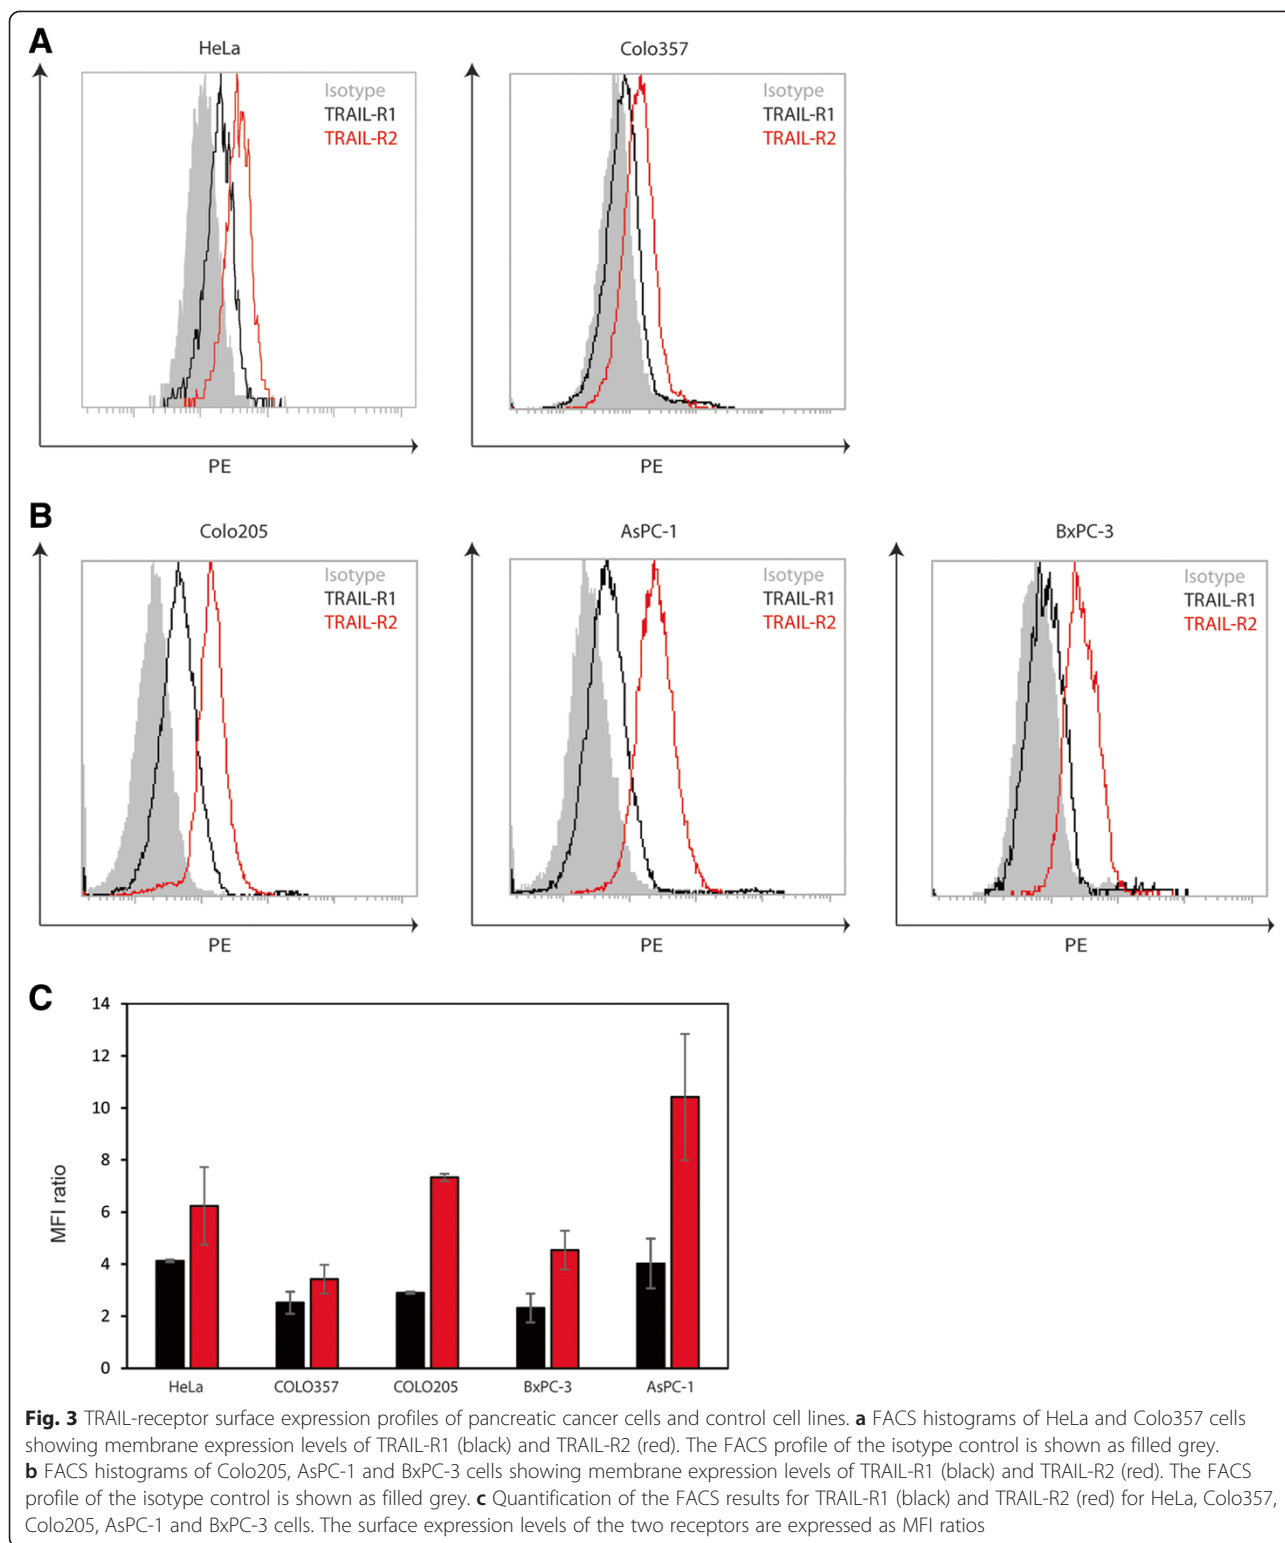 A
HeLa
Isotype
TRAIL-R1
TRAIL-R2
PE
Colo357
Isotype
TRAIL-R1
TRAIL-R2
PE
B
Colo205
Isotype
TRAIL-R1
TRAIL-R2
PE
AsPC-1
Isotype
TRAIL-R1
TRAIL-R2
PE
BxPC-3
Isotype
TRAIL-R1
TRAIL-R2
PE
C
MFI ratio
14
12
10
8
6
4
2
0
HeLa
COLO357
COLO205
BxPC-3
AsPC-1
Fig. 3 TRAIL-receptor surface expression profiles of pancreatic cancer cells and control cell lines. a FACS histograms of HeLa and Colo357 cells
showing membrane expression levels of TRAIL-R1 (black) and TRAIL-R2 (red). The FACS profile of the isotype control is shown as filled grey.
b FACS histograms of Colo205, AsPC-1 and BxPC-3 cells showing membrane expression levels of TRAIL-R1 (black) and TRAIL-R2 (red). The FACS
profile of the isotype control is shown as filled grey. c Quantification of the FACS results for TRAIL-R1 (black) and TRAIL-R2 (red) for HeLa, Colo357,
Colo205, AsPC-1 and BxPC-3 cells. The surface expression levels of the two receptors are expressed as MFI ratios